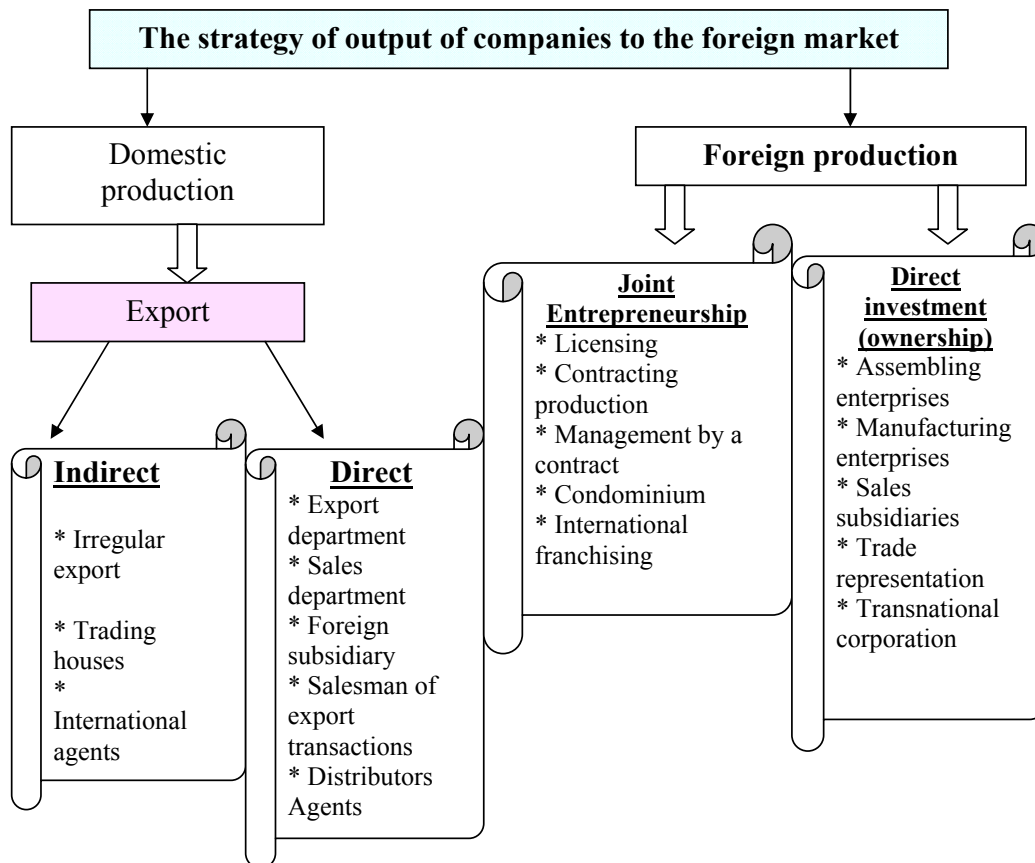 The strategy of output of companies to the foreign market
Domestic
production
Foreign production
Export
Indirect
* Irregular
export
* Trading
houses
*
International
agents
Direct
* Export
department
* Sales
department
* Foreign
subsidiary
* Salesman of
export
transactions
* Distributors
Agents
Joint
Entrepreneurship
* Licensing
* Contracting
production
* Management by a
contract
* Condominium
* International
franchising
Direct
investment
(ownership)
* Assembling
enterprises
* Manufacturing
enterprises
* Sales
subsidiaries
* Trade
representation
* Transnational
corporation